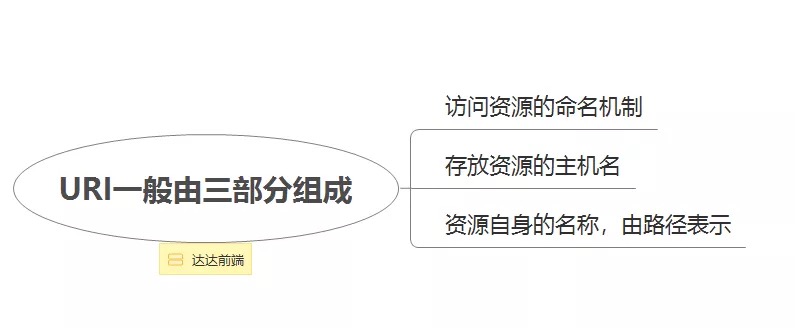 URI一般由三部分组成
访问资源的命名机制
存放资源的主机名
资源自身的名称，由路径表示
达达前端